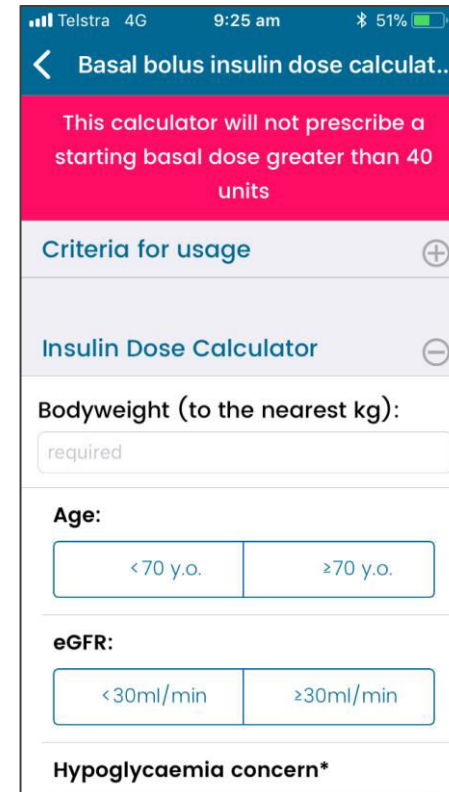 Telstra 4G 9:25 am 51%
Basal bolus insulin dose calculat..
This calculator will not prescribe a
starting basal dose greater than 40
units
Criteria for usage
Insulin Dose Calculator
Bodyweight (to the nearest kg):
required
Age:
<70 y.o. ≥70 y.o.
eGFR:
<30ml/min ≥30ml/min
Hypoglycaemia concern*